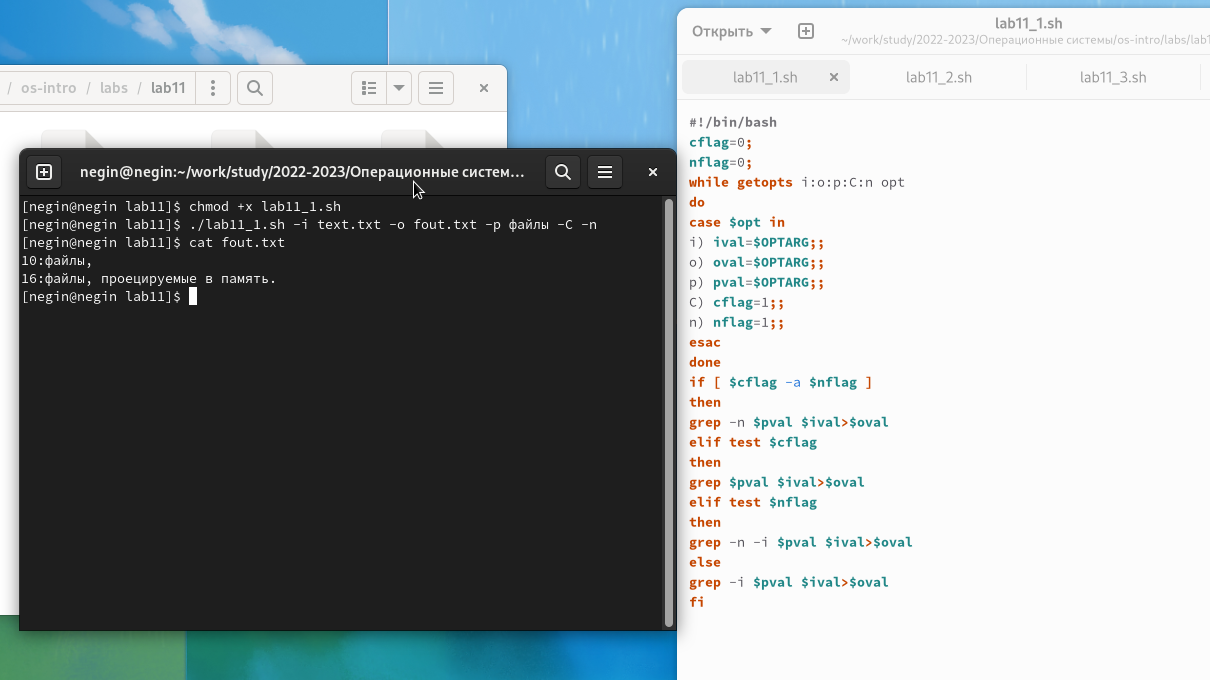 / os-intro / labs / lab11
negin@negin:~/work/study/2022-2023/Операционные систем…
[negin@negin lab11]$ chmod +x lab11_1.sh
[negin@negin lab11]$ ./lab11_1.sh -i text.txt -o fout.txt -p файлы -C -n
[negin@negin lab11]$ cat fout.txt
10:файлы,
16:файлы, проецируемые в память.
[negin@negin lab11]$
Открыть
lab11_1.sh
~/work/study/2022-2023/Операционные системы/os-intro/labs/lab1
lab11_1.sh
lab11_2.sh
lab11_3.sh
#!/bin/bash
cflag=0;
nflag=0;
while getopts i:o:p:C:n opt
do
case $opt in
i) ival=$OPTARG;;
o) oval=$OPTARG;;
p) pval=$OPTARG;;
C) cflag=1;;
n) nflag=1;;
esac
done
if [ $cflag -a $nflag ]
then
grep -n $pval $ival>$oval
elif test $cflag
then
grep $pval $ival>$oval
elif test $nflag
then
grep -n -i $pval $ival>$oval
else
grep -i $pval $ival>$oval
fi